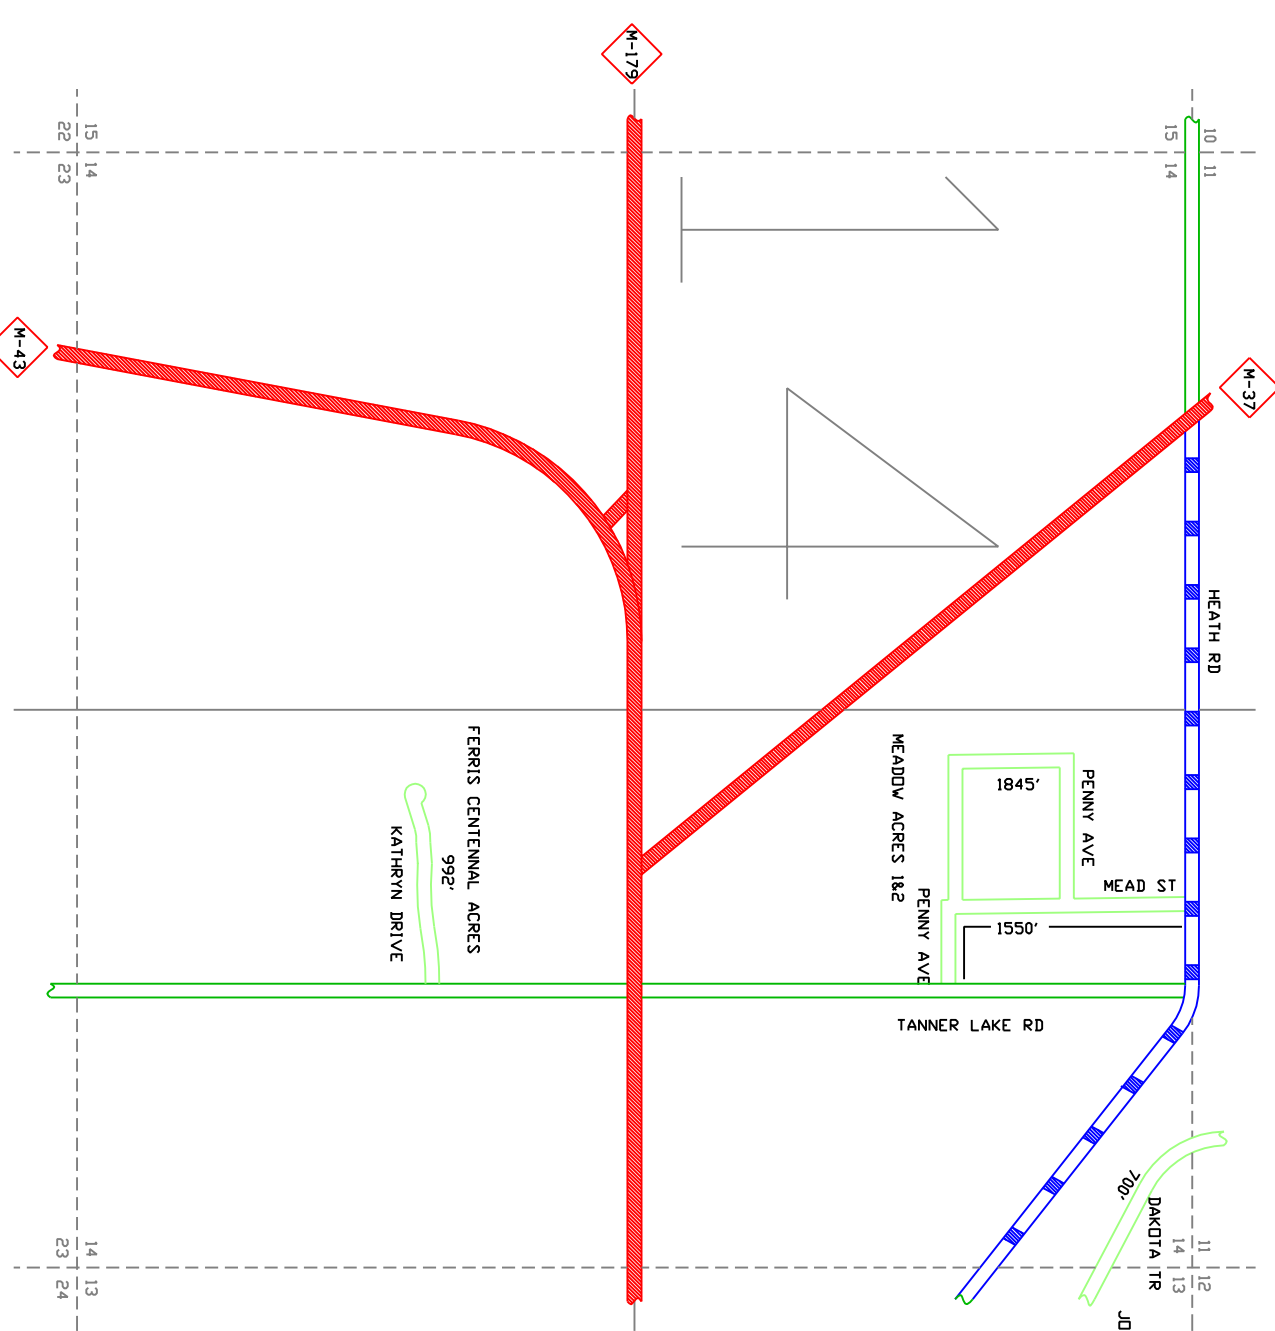 M-179
15
22
14
23
10
15
11
14
M-43
M-37
14
HEATH RD
FERRIS CENTENNAL ACRES
992'
KATHRYN DRIVE
MEADOW ACRES 1&2
1845'
PENNY AVE
MEAD ST
PENNY AVE
1550'
TANNER LAKE RD
700'
DAKOTA TR
14
23
13
24
11
14
12
13
JO